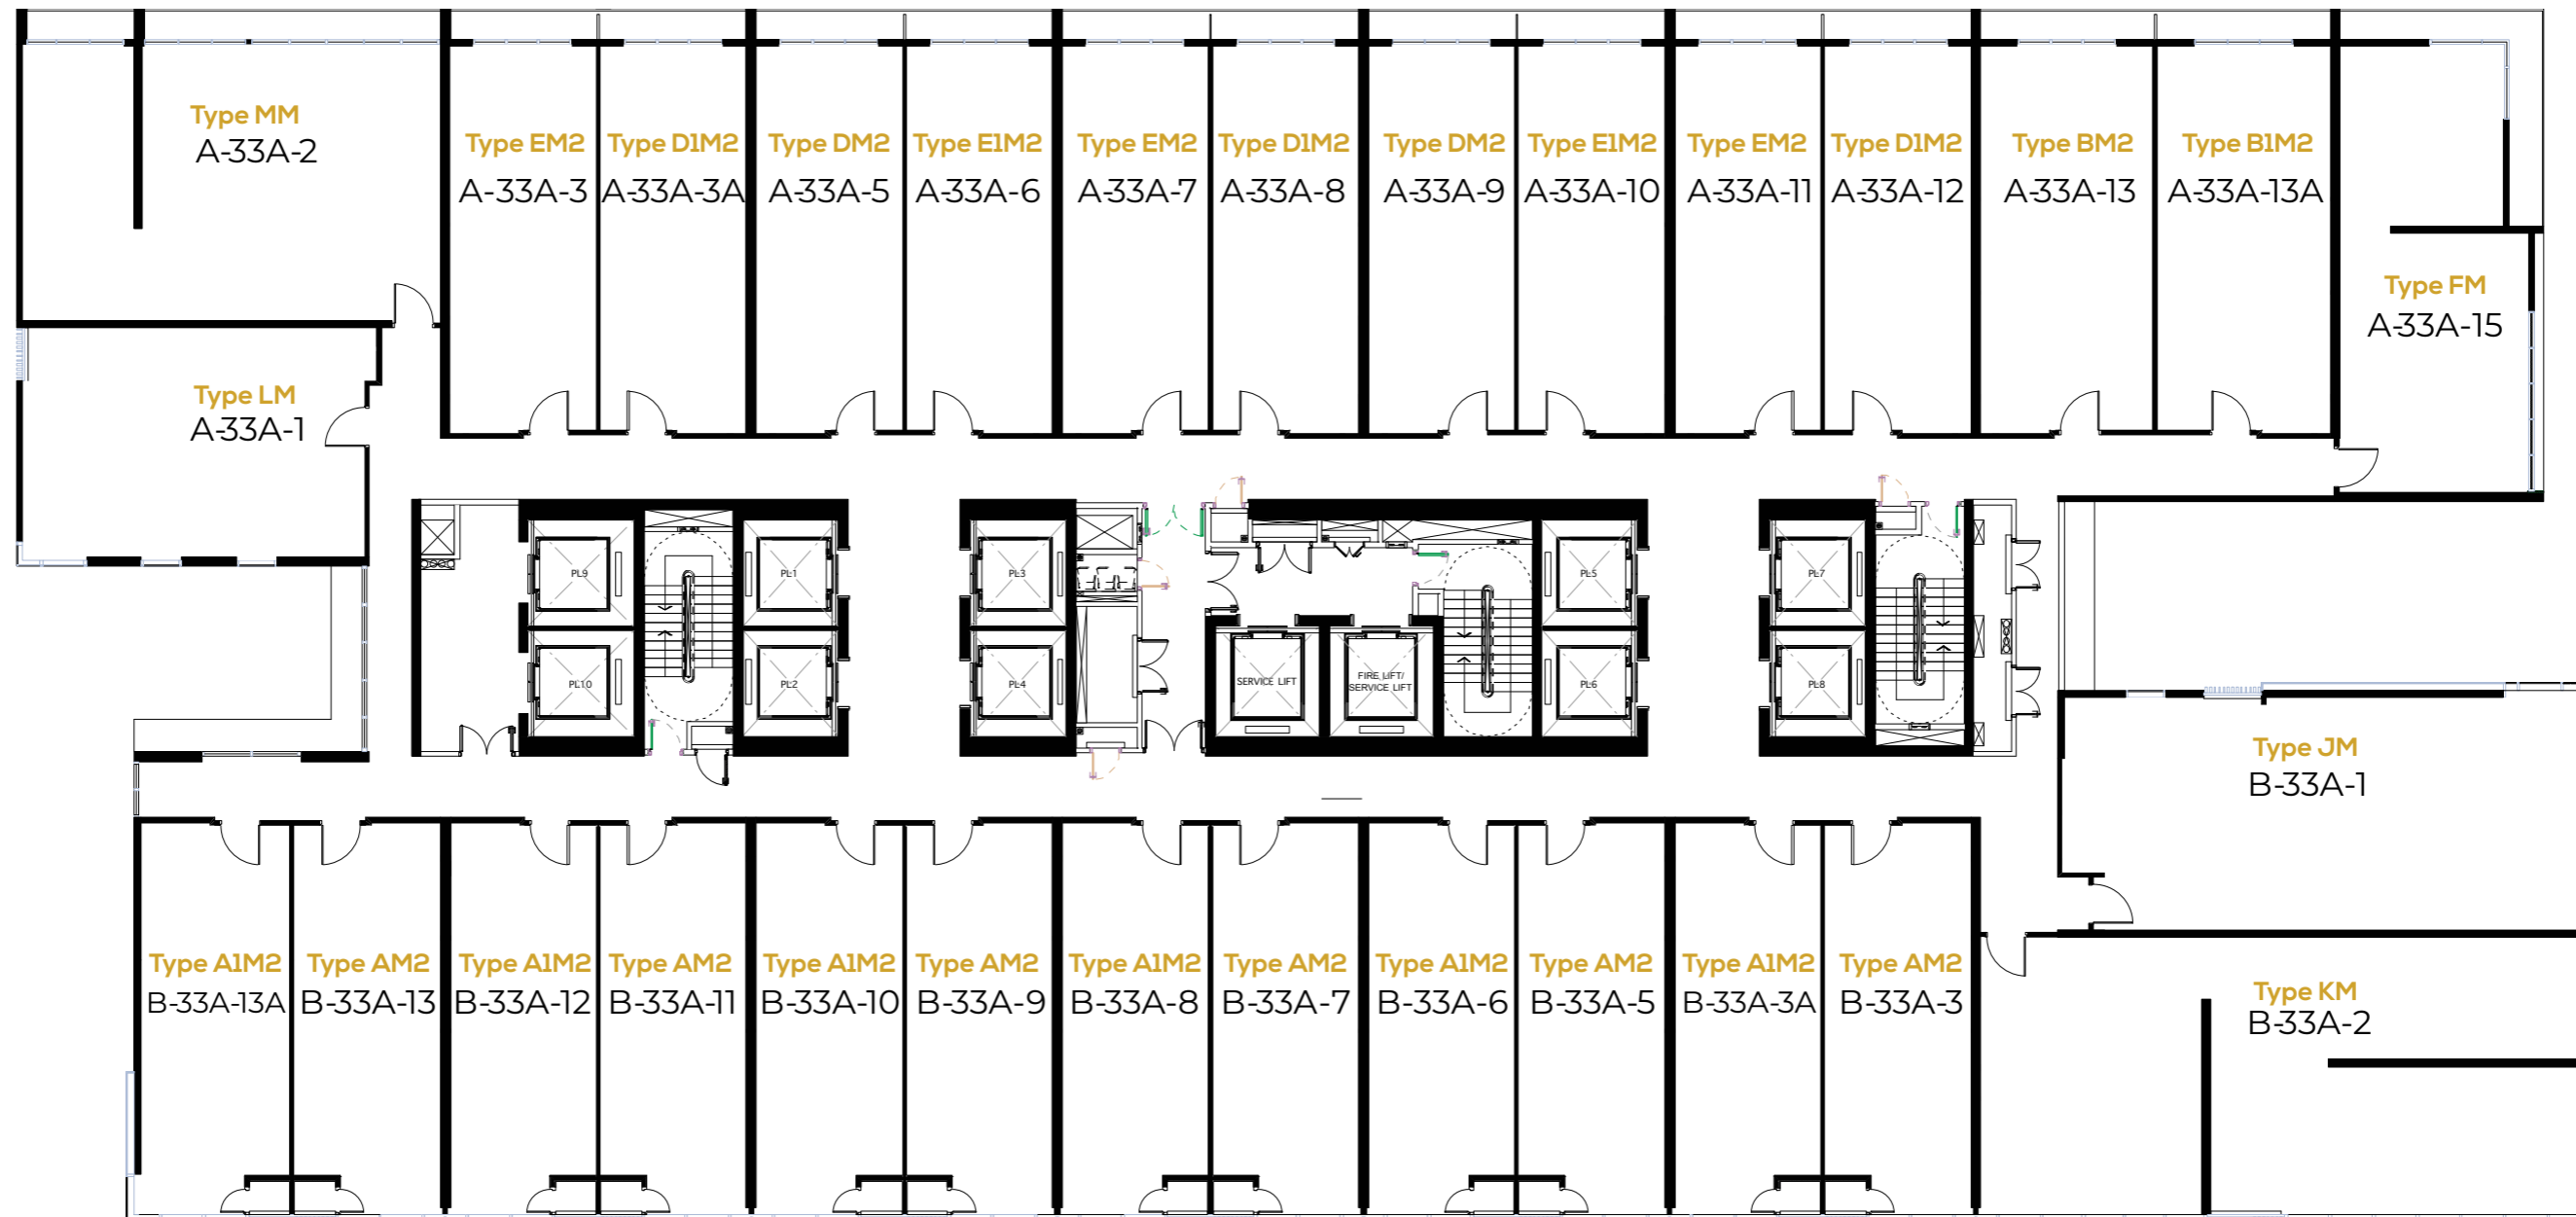 Type MM
A-33A-2
Type EM2
A-33A-3
Type D1M2
A-33A-3A
Type DM2
A-33A-5
Type E1M2
A-33A-6
Type EM2
A-33A-7
Type D1M2
A-33A-8
Type DM2
A-33A-9
Type E1M2
A-33A-10
Type EM2
A-33A-11
Type D1M2
A-33A-12
Type BM2
A-33A-13
Type B1M2
A-33A-13A
Type FM
A-33A-15
Type LM
A-33A-1
PL9
PL1
PL3
PL5
PL7
PL10
PL2
PL4
SERVICE LIFT
FIRE LIFT/
SERVICE LIFT
PL6
PL8
Type JM
B-33A-1
Type A1M2
B-33A-13A
Type AM2
B-33A-13
Type A1M2
B-33A-12
Type AM2
B-33A-11
Type A1M2
B-33A-10
Type AM2
B-33A-9
Type A1M2
B-33A-8
Type AM2
B-33A-7
Type A1M2
B-33A-6
Type AM2
B-33A-5
Type A1M2
B-33A-3A
Type AM2
B-33A-3
Type KM
B-33A-2